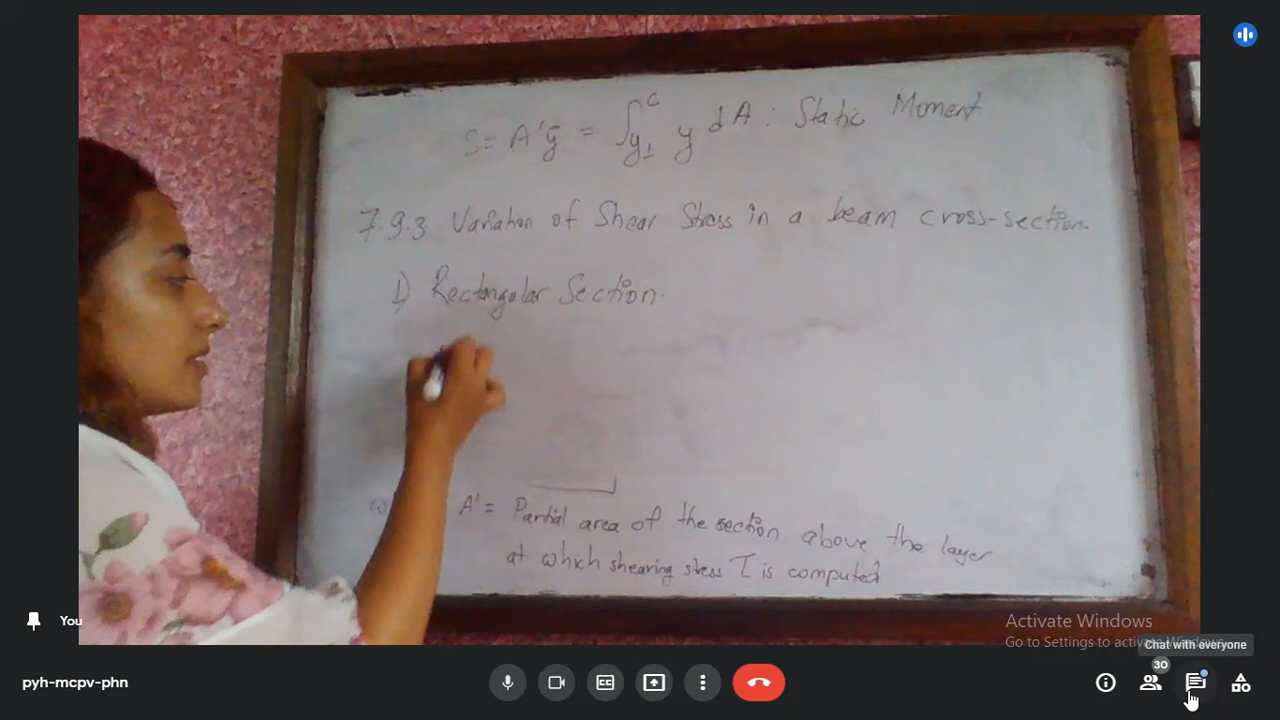 S = A'ȳ = ∫_{y1}^{c} y dA : Static Moment
7.9.3 Variation of Shear Stress in a beam cross-section.
1) Rectangular Section.
A' = Partial area of the section above the layer
at which shearing stress τ is computed
You
Activate Windows
Go to Settings to activate Windows.
Chat with everyone
30
pyh-mcpv-phn
CC